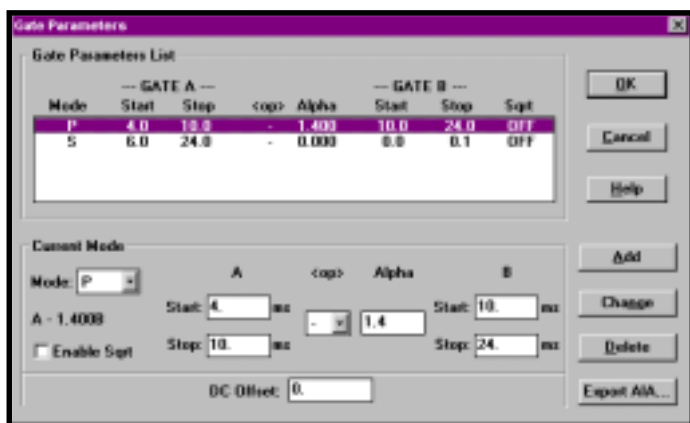 Gate Parameters
Gate Parameters List
--- GATE A --- --- GATE B ---
Mode Start Stop <op> Alpha Start Stop Sqrt
P 4.0 10.0 - 1.400 10.0 24.0 OFF
S 6.0 24.0 - 0.000 0.0 0.1 OFF
OK
Cancel
Help
Current Mode
A <op> Alpha B
Mode: P
Start: 4. ms - 1.4 Start: 10. ms
A - 1.400B
Enable Sqrt
Stop: 10. ms Stop: 24. ms
DC Offset: 0.
Add
Change
Delete
Export AIA...